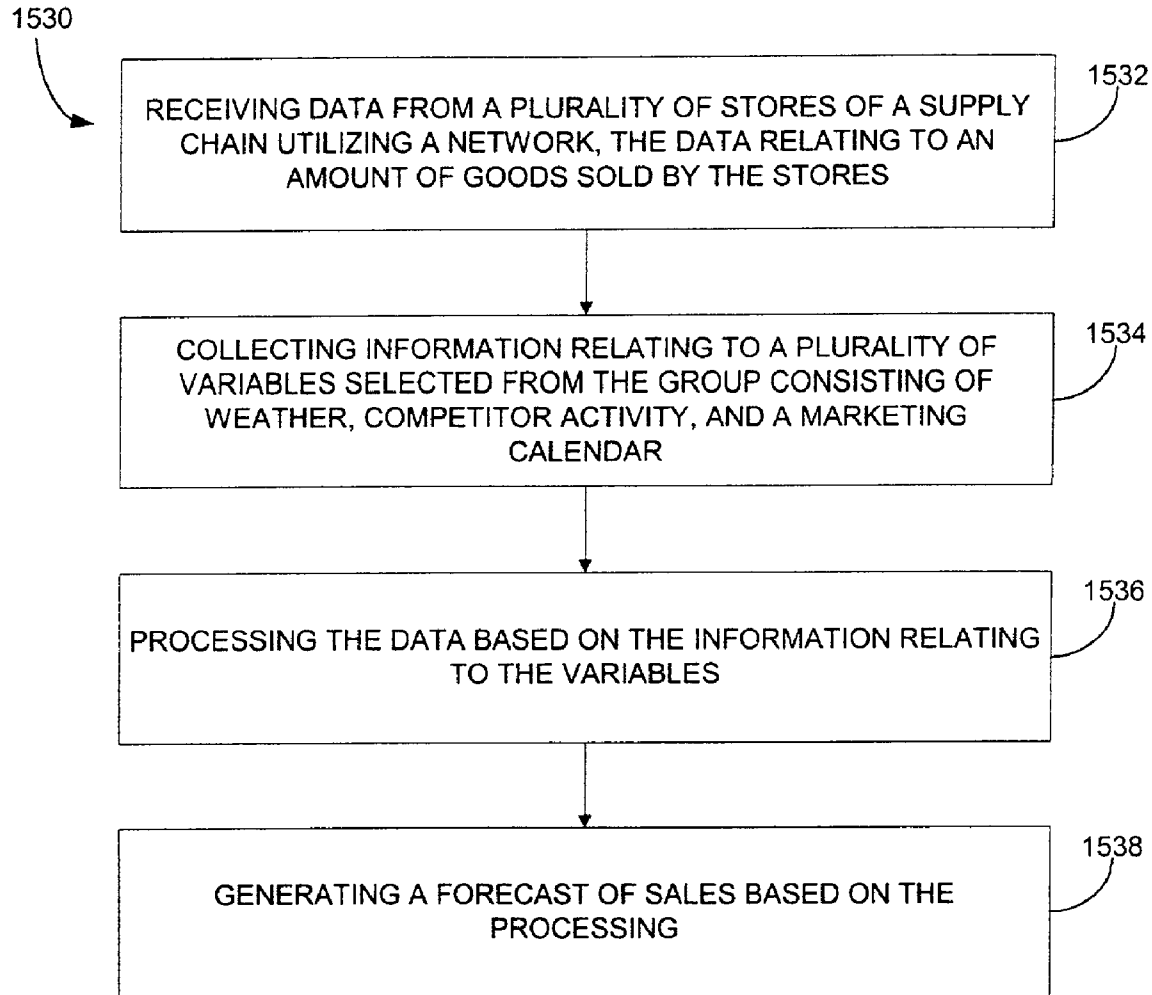 1530
1532
RECEIVING DATA FROM A PLURALITY OF STORES OF A SUPPLY
CHAIN UTILIZING A NETWORK, THE DATA RELATING TO AN
AMOUNT OF GOODS SOLD BY THE STORES
1534
COLLECTING INFORMATION RELATING TO A PLURALITY OF
VARIABLES SELECTED FROM THE GROUP CONSISTING OF
WEATHER, COMPETITOR ACTIVITY, AND A MARKETING
CALENDAR
1536
PROCESSING THE DATA BASED ON THE INFORMATION RELATING
TO THE VARIABLES
1538
GENERATING A FORECAST OF SALES BASED ON THE
PROCESSING